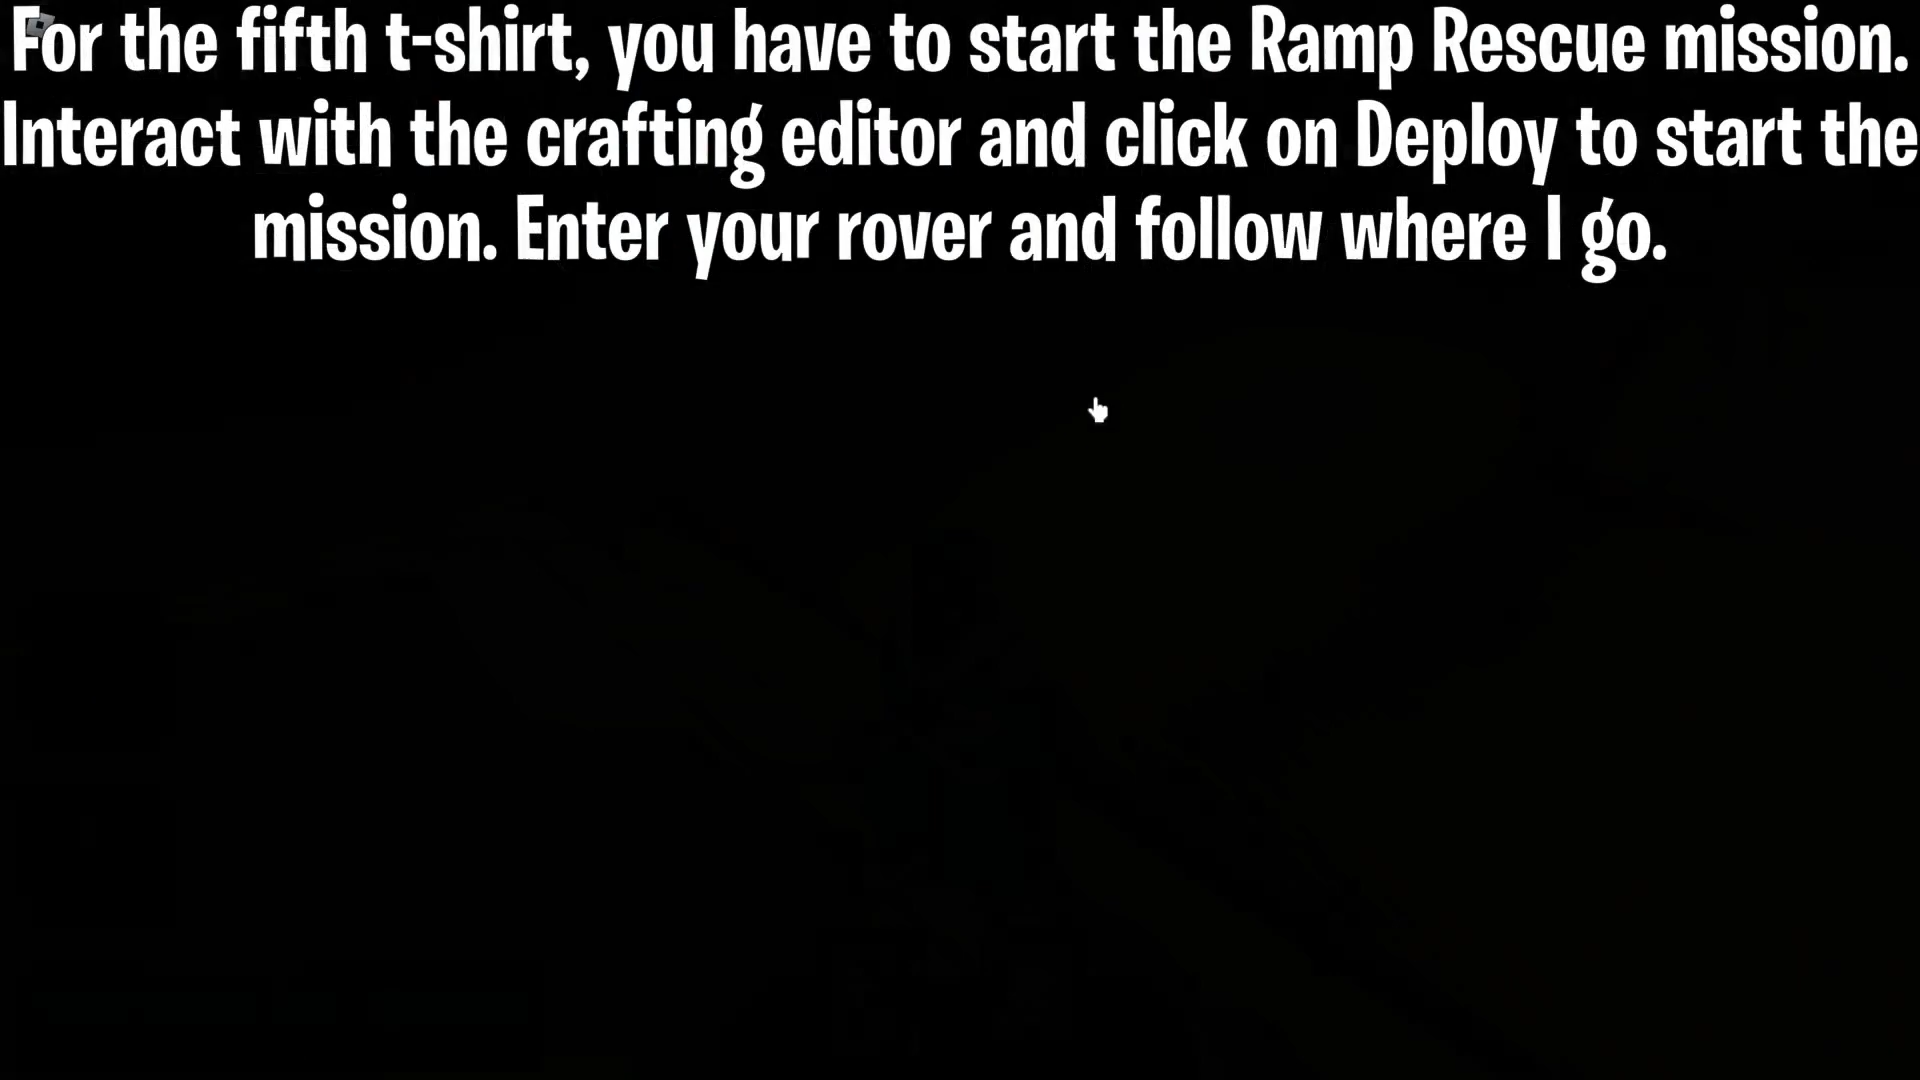 For the fifth t-shirt, you have to start the Ramp Rescue mission.
Interact with the crafting editor and click on Deploy to start the
mission. Enter your rover and follow where I go.